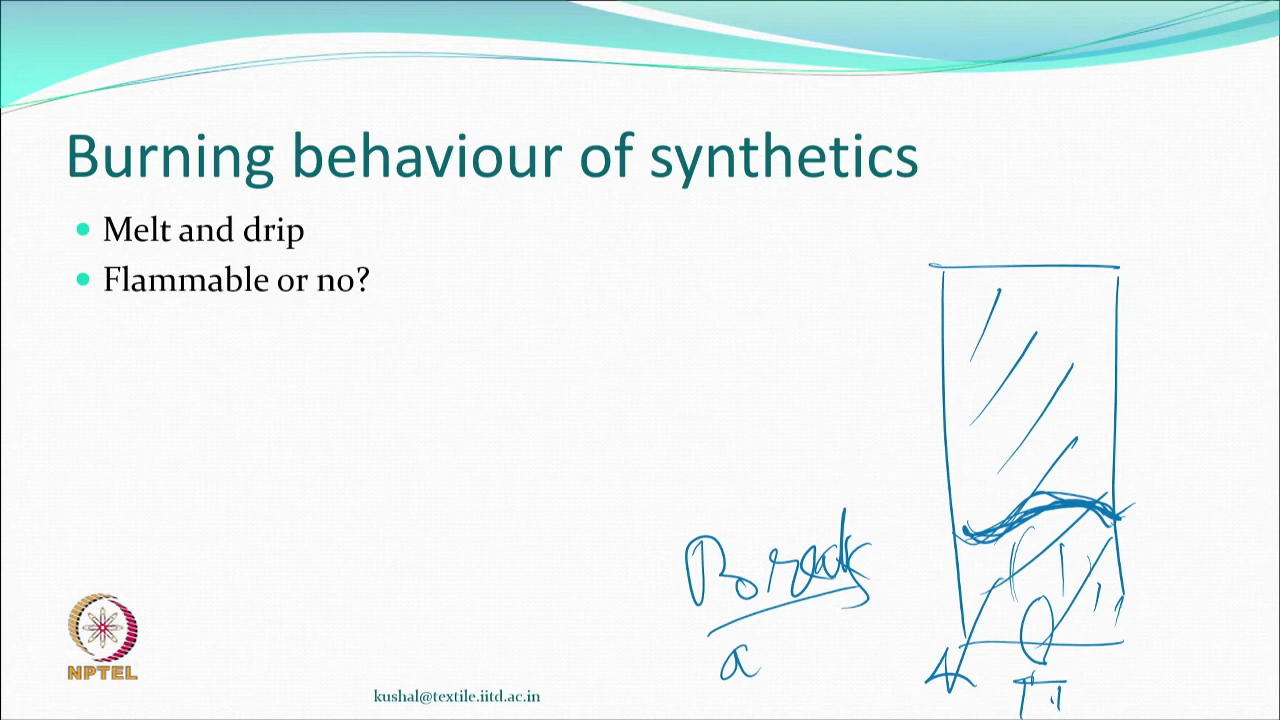 Burning behaviour of synthetics
Melt and drip
Flammable or no?
Break
a
NPTEL
kushal@textile.iitd.ac.in